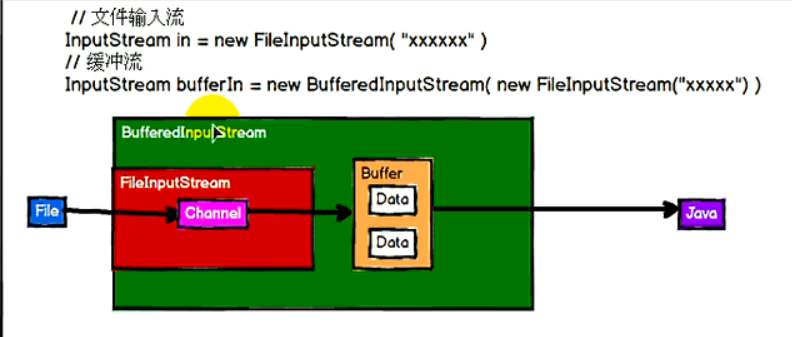 // 文件输入流
InputStream in = new FileInputStream( "xxxxxx" )
// 缓冲流
InputStream bufferIn = new BufferedInputStream( new FileInputStream("xxxxx") )
BufferedInputStream
FileInputStream
Buffer
Data
File
Channel
Java
Data